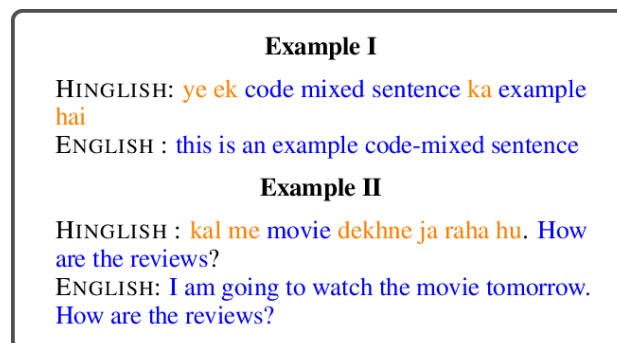 Example I
HINGLISH: ye ek code mixed sentence ka example
hai
ENGLISH : this is an example code-mixed sentence
Example II
HINGLISH : kal me movie dekhne ja raha hu. How
are the reviews?
ENGLISH: I am going to watch the movie tomorrow.
How are the reviews?